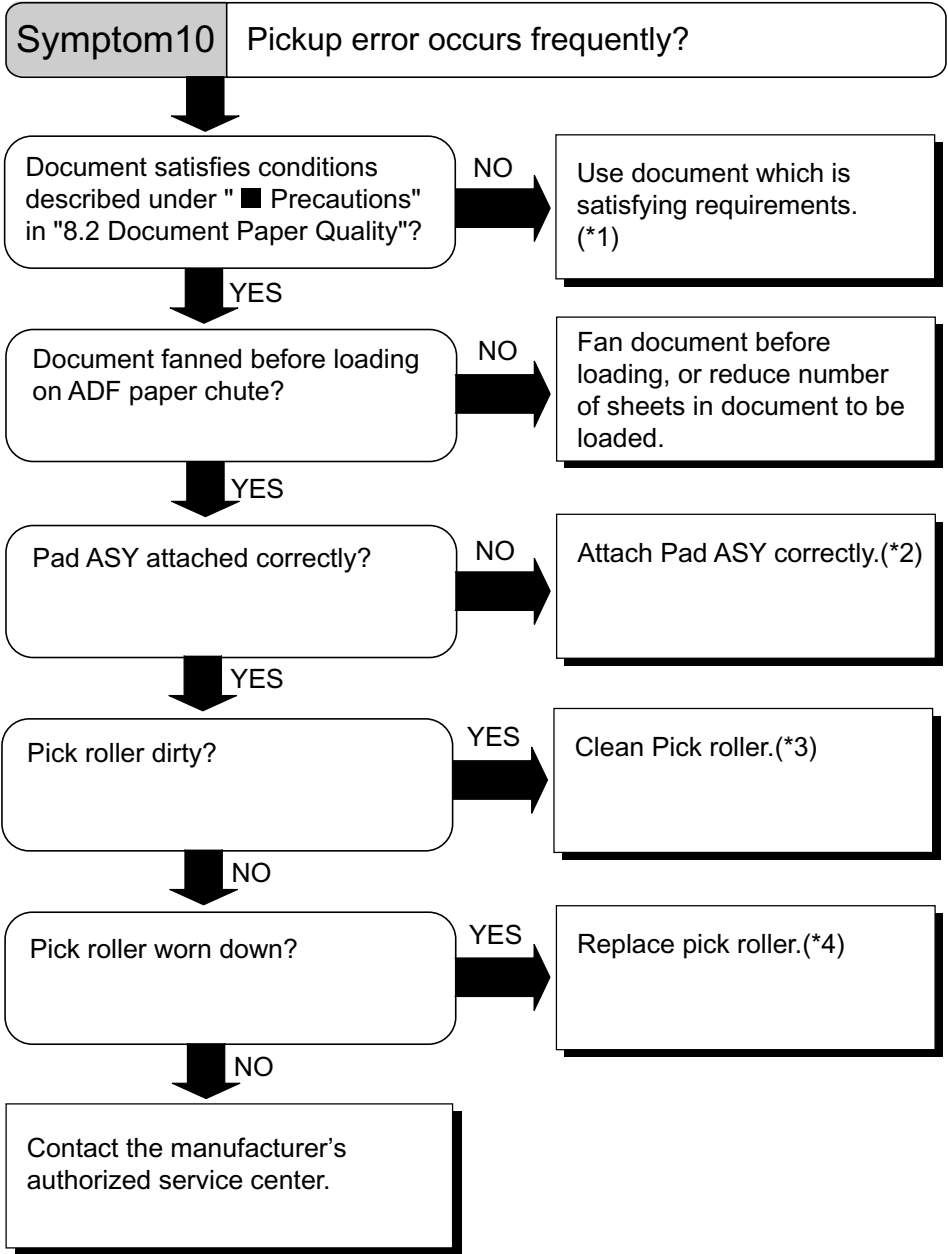 Symptom10 Pickup error occurs frequently?
Document satisfies conditions
described under " ■ Precautions"
in "8.2 Document Paper Quality"?
NO
Use document which is
satisfying requirements.
(*1)
YES
Document fanned before loading
on ADF paper chute?
NO
Fan document before
loading, or reduce number
of sheets in document to be
loaded.
YES
Pad ASY attached correctly?
NO
Attach Pad ASY correctly.(*2)
YES
Pick roller dirty?
YES
Clean Pick roller.(*3)
NO
Pick roller worn down?
YES
Replace pick roller.(*4)
NO
Contact the manufacturer’s
authorized service center.